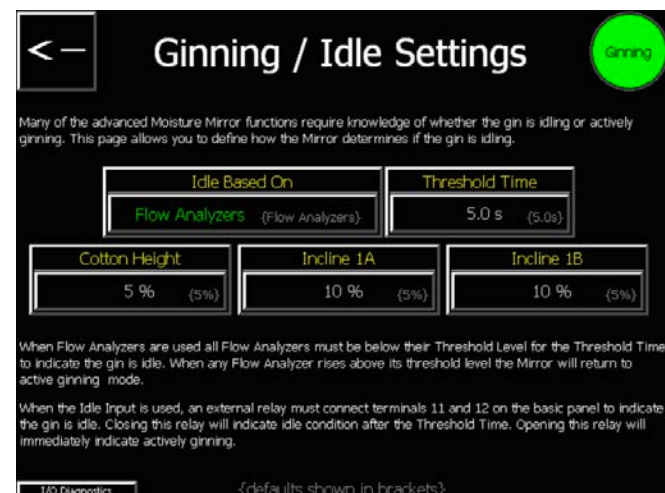 <-
Ginning / Idle Settings
Ginning
Many of the advanced Moisture Mirror functions require knowledge of whether the gin is idling or actively
ginning. This page allows you to define how the Mirror determines if the gin is idling.
Idle Based On
Threshold Time
Flow Analyzers {Flow Analyzers}
5.0 s {5.0s}
Cotton Height
Incline 1A
Incline 1B
5 % {5%}
10 % {5%}
10 % {5%}
When Flow Analyzers are used all Flow Analyzers must be below their Threshold Level for the Threshold Time
to indicate the gin is idle. When any Flow Analyzer rises above its threshold level the Mirror will return to
active ginning mode.
When the Idle Input is used, an external relay must connect terminals 11 and 12 on the basic panel to indicate
the gin is idle. Closing this relay will indicate idle condition after the Threshold Time. Opening this relay will
immediately indicate actively ginning.
I/O Diagnostics
{defaults shown in brackets}